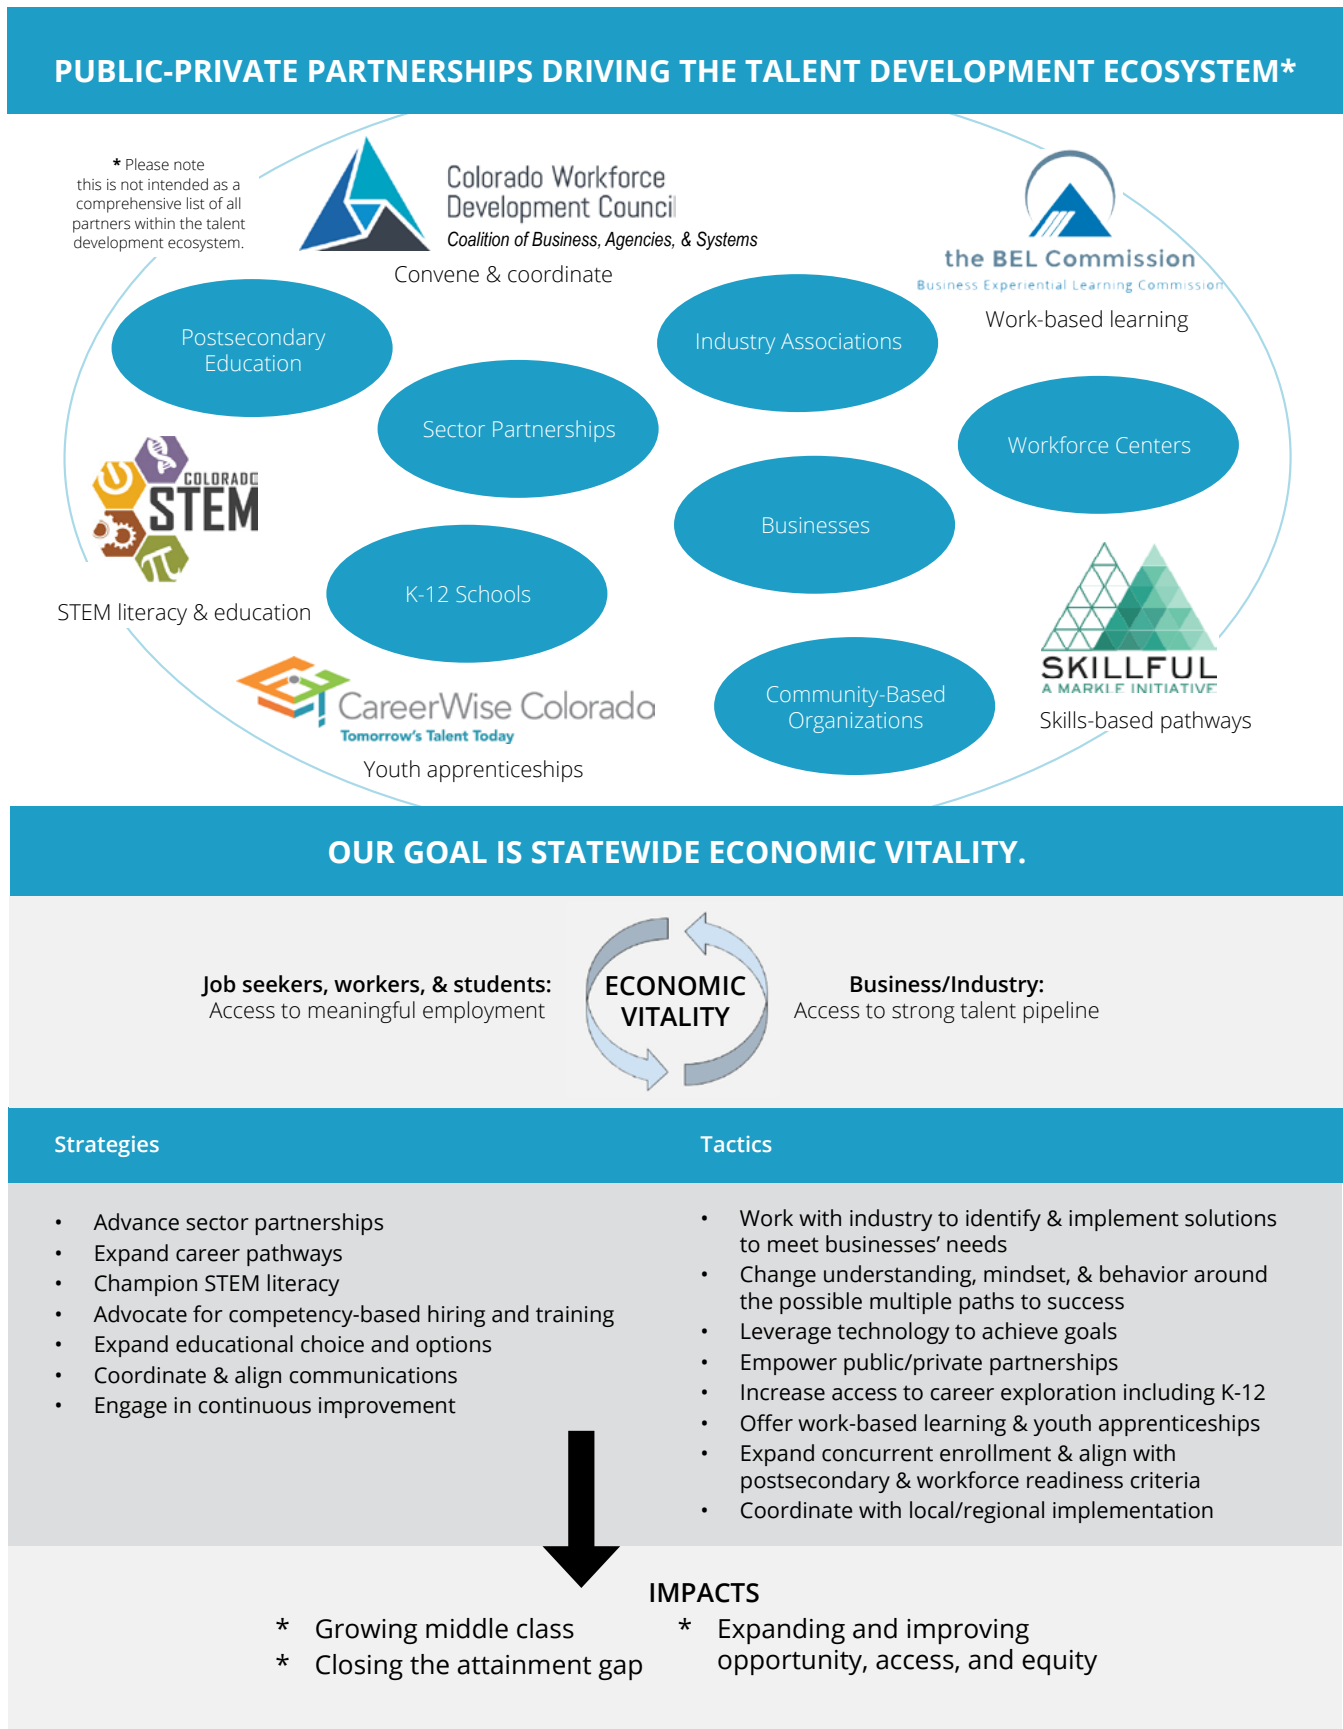 PUBLIC-PRIVATE PARTNERSHIPS DRIVING THE TALENT DEVELOPMENT ECOSYSTEM*
* Please note
this is not intended as a
comprehensive list of all
partners within the talent
development ecosystem.
Colorado Workforce
Development Council
Coalition of Business, Agencies, & Systems
Convene & coordinate
the BEL Commission
Business Experiential Learning Commission
Work-based learning
Postsecondary
Education
Industry Associations
Sector Partnerships
Workforce Centers
COLORADO
STEM
STEM literacy & education
Businesses
K-12 Schools
SKILLFUL
A MARKLE INITIATIVE
Skills-based pathways
CareerWise Colorado
Tomorrow's Talent Today
Youth apprenticeships
Community-Based
Organizations
OUR GOAL IS STATEWIDE ECONOMIC VITALITY.
Job seekers, workers, & students:
Access to meaningful employment
ECONOMIC
VITALITY
Business/Industry:
Access to strong talent pipeline
Strategies
• Advance sector partnerships
• Expand career pathways
• Champion STEM literacy
• Advocate for competency-based hiring and training
• Expand educational choice and options
• Coordinate & align communications
• Engage in continuous improvement
Tactics
• Work with industry to identify & implement solutions
to meet businesses’ needs
• Change understanding, mindset, & behavior around
the possible multiple paths to success
• Leverage technology to achieve goals
• Empower public/private partnerships
• Increase access to career exploration including K-12
• Offer work-based learning & youth apprenticeships
• Expand concurrent enrollment & align with
postsecondary & workforce readiness criteria
• Coordinate with local/regional implementation
IMPACTS
* Growing middle class
* Closing the attainment gap
* Expanding and improving
opportunity, access, and equity